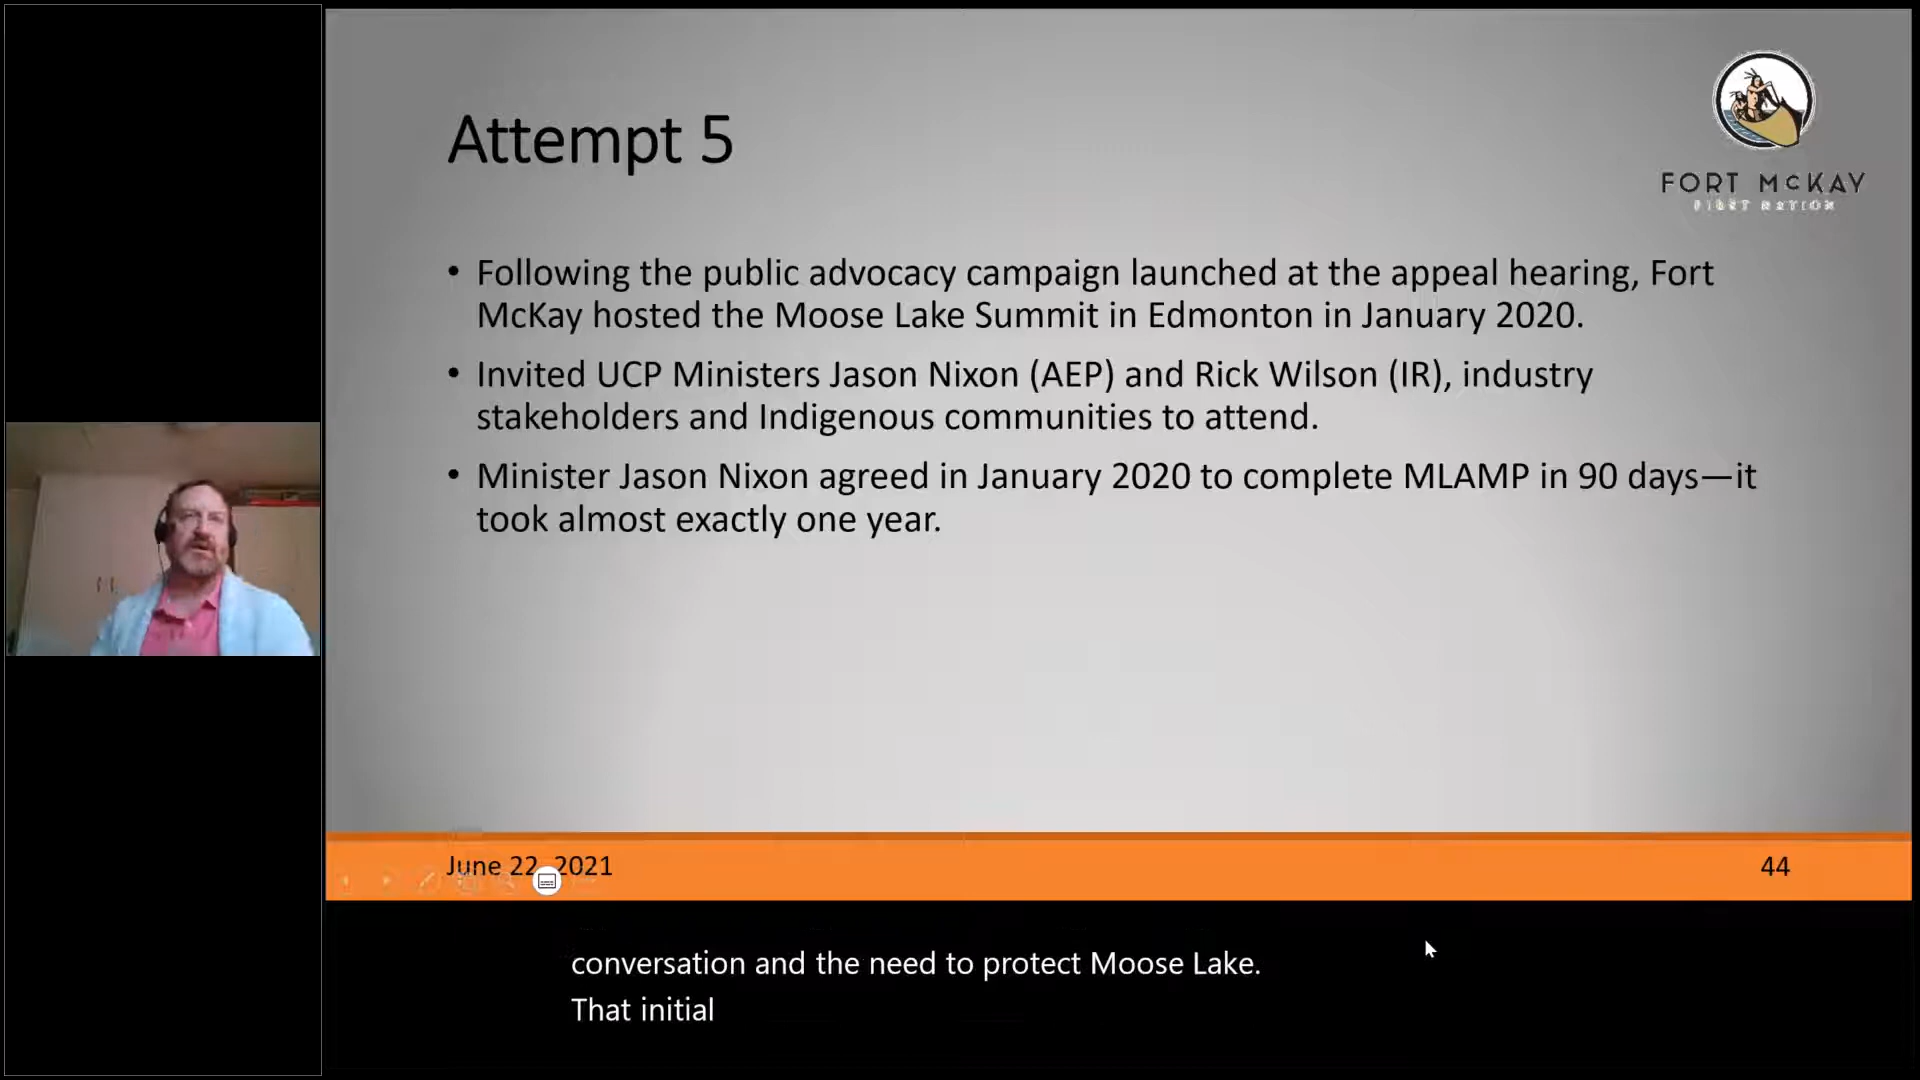 Attempt 5
FORT McKAY
FIRST NATION
• Following the public advocacy campaign launched at the appeal hearing, Fort
McKay hosted the Moose Lake Summit in Edmonton in January 2020.
• Invited UCP Ministers Jason Nixon (AEP) and Rick Wilson (IR), industry
stakeholders and Indigenous communities to attend.
• Minister Jason Nixon agreed in January 2020 to complete MLAMP in 90 days—it
took almost exactly one year.
June 22, 2021
44
conversation and the need to protect Moose Lake.
That initial